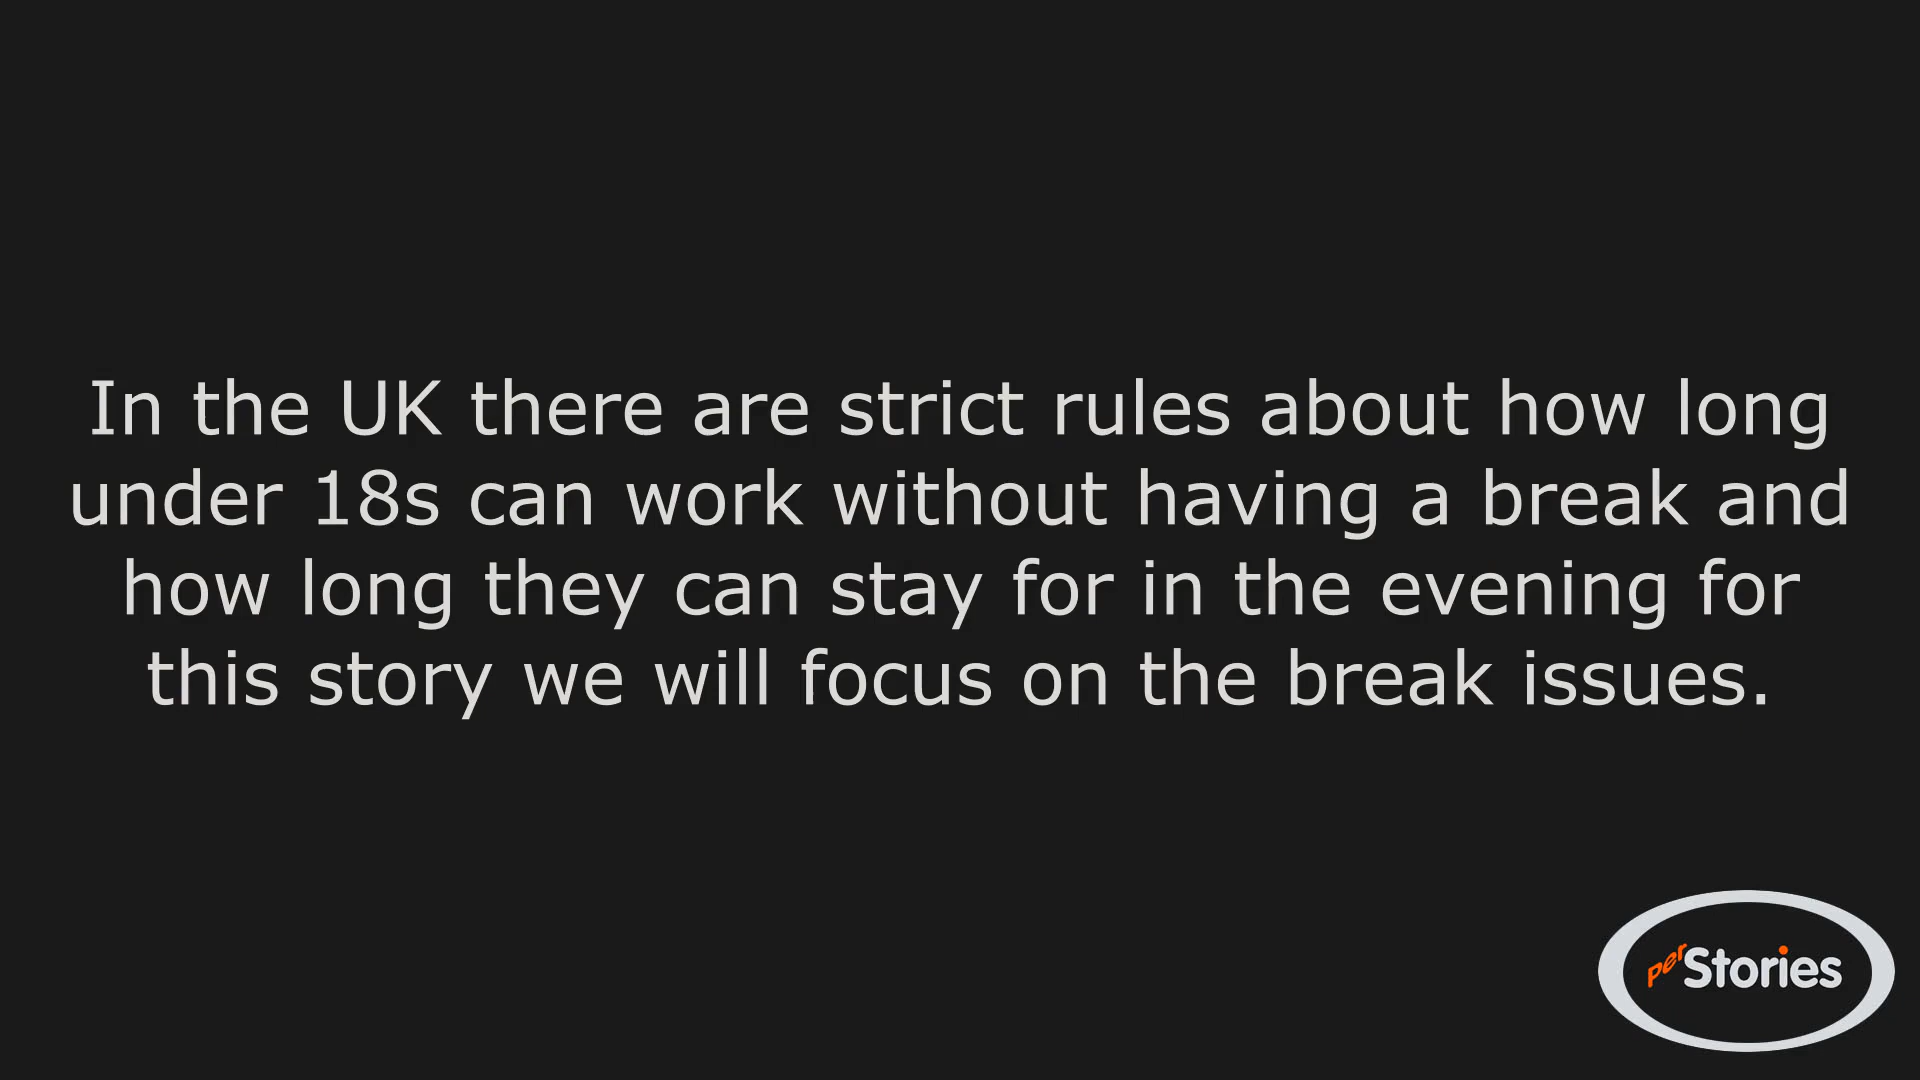 In the UK there are strict rules about how long
under 18s can work without having a break and
how long they can stay for in the evening for
this story we will focus on the break issues.
perStories